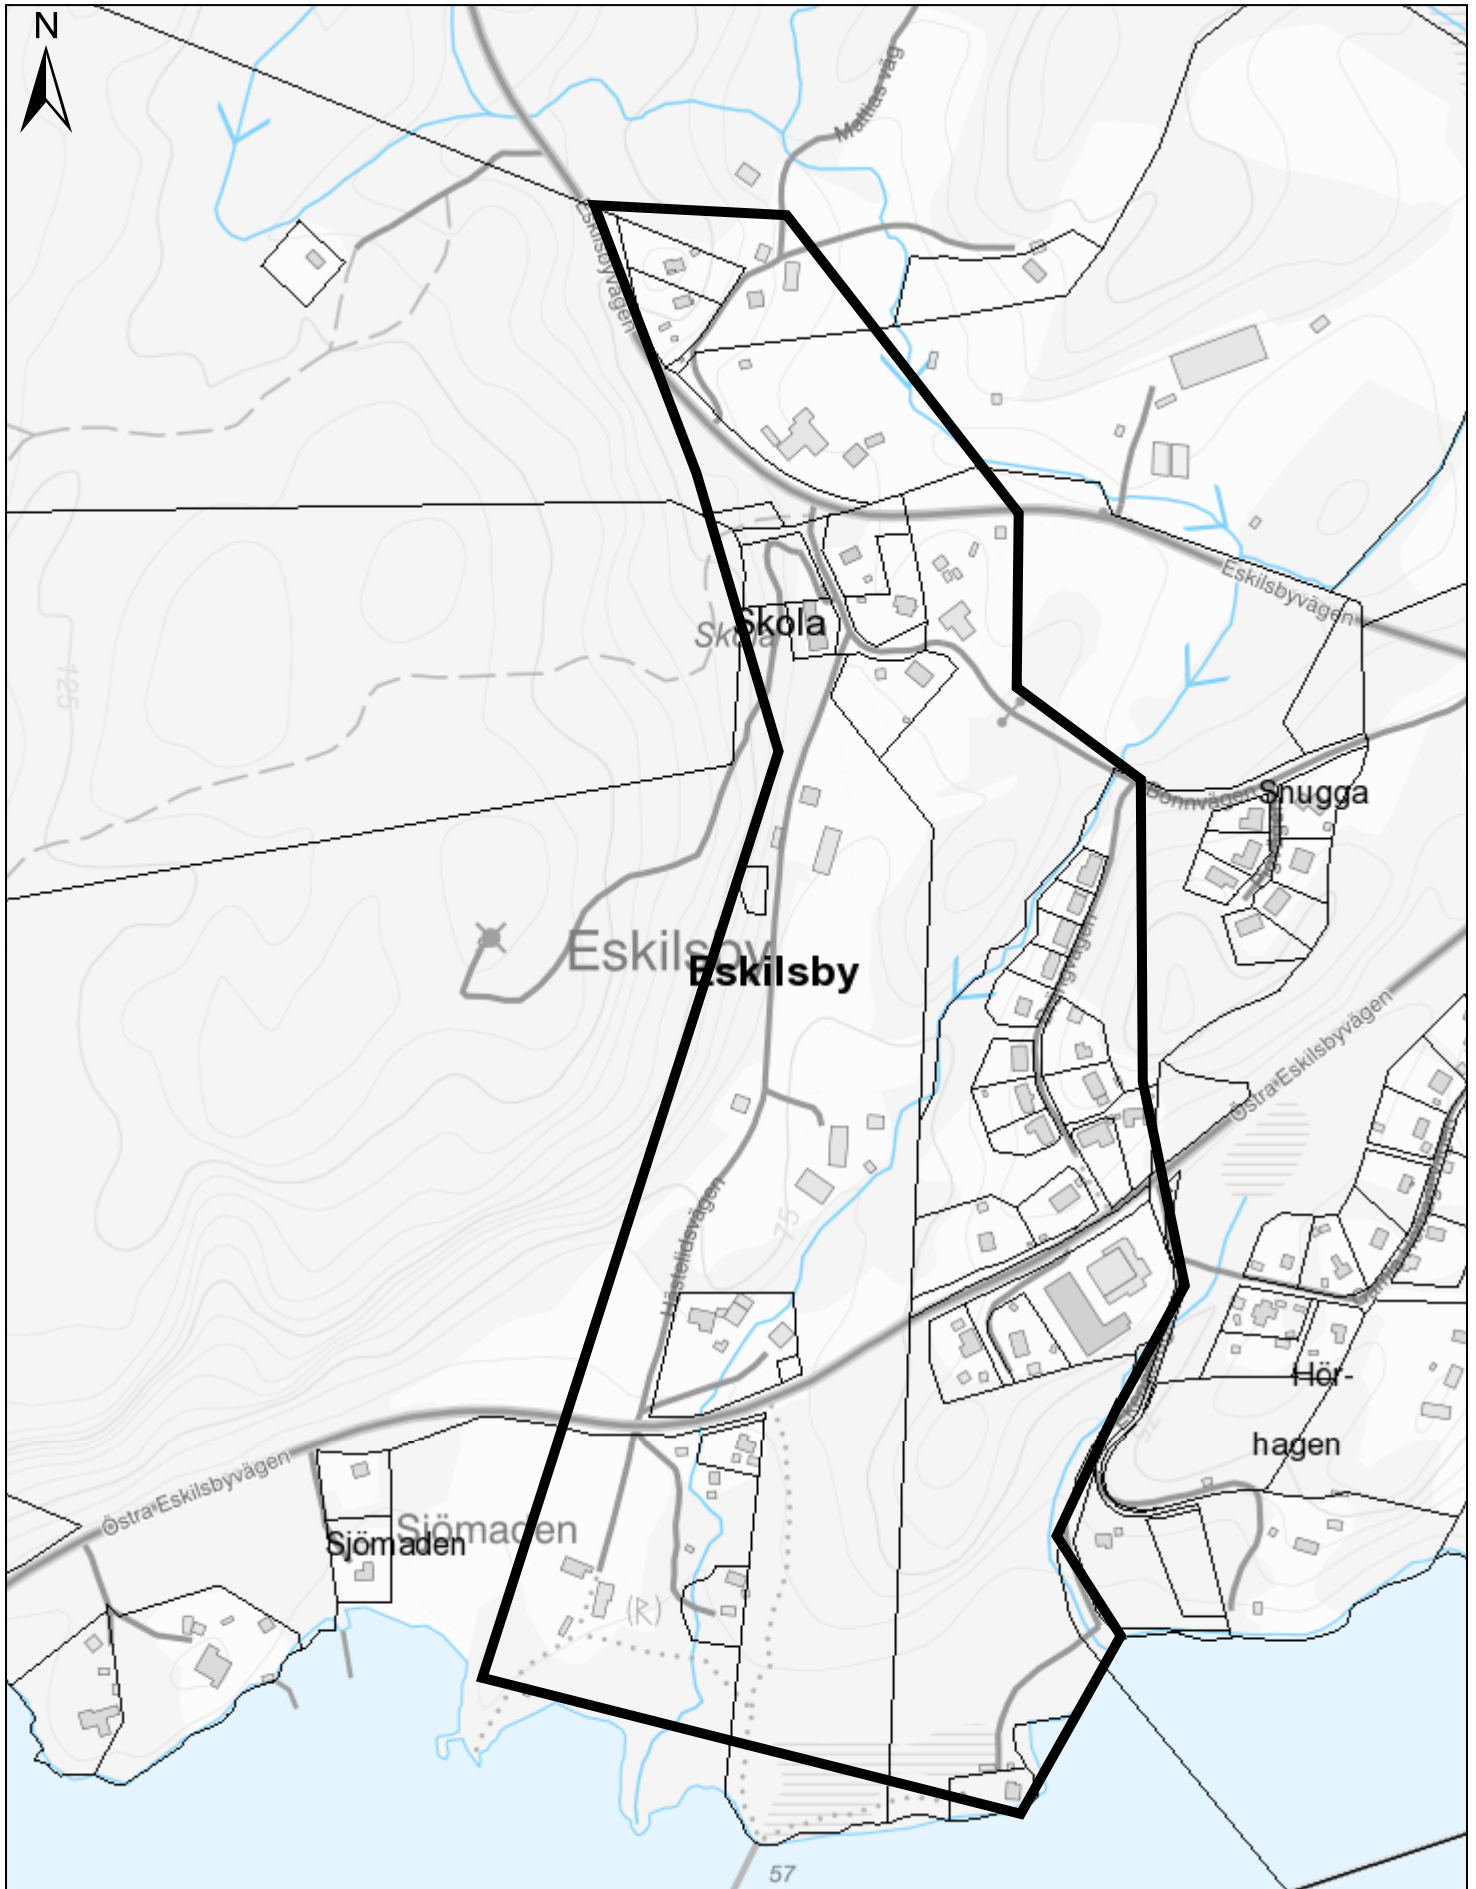 N
Mattias väg
Eskilsbyvägen
Eskilsbyvägen
Skola
Skola
125
Bonnvägen
Snugga
Eskilsby
Eskilsby
Östra Eskilsbyvägen
75
Hästelidsvägen
Hör-
hagen
Östra Eskilsbyvägen
Sjömaden
Sjömaden
(R)
57